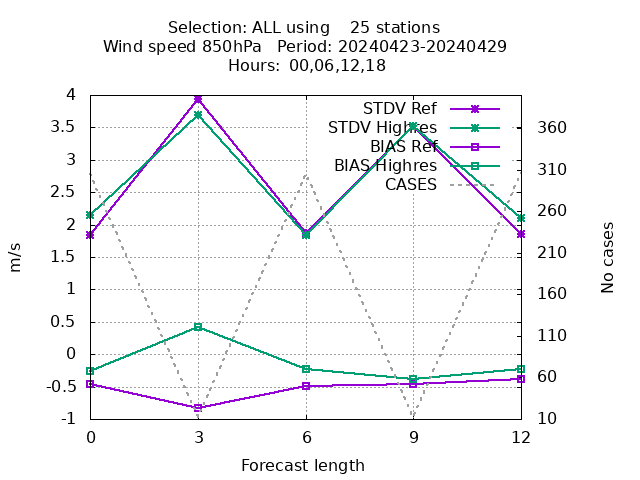 Selection: ALL using    25 stations
Wind speed 850hPa   Period: 20240423-20240429
Hours: 00,06,12,18
STDV Ref
STDV Highres
BIAS Ref
BIAS Highres
CASES
4
3.5
3
2.5
2
1.5
1
0.5
0
-0.5
-1
m/s
360
310
260
210
160
110
60
10
No cases
0 3 6 9 12
Forecast length